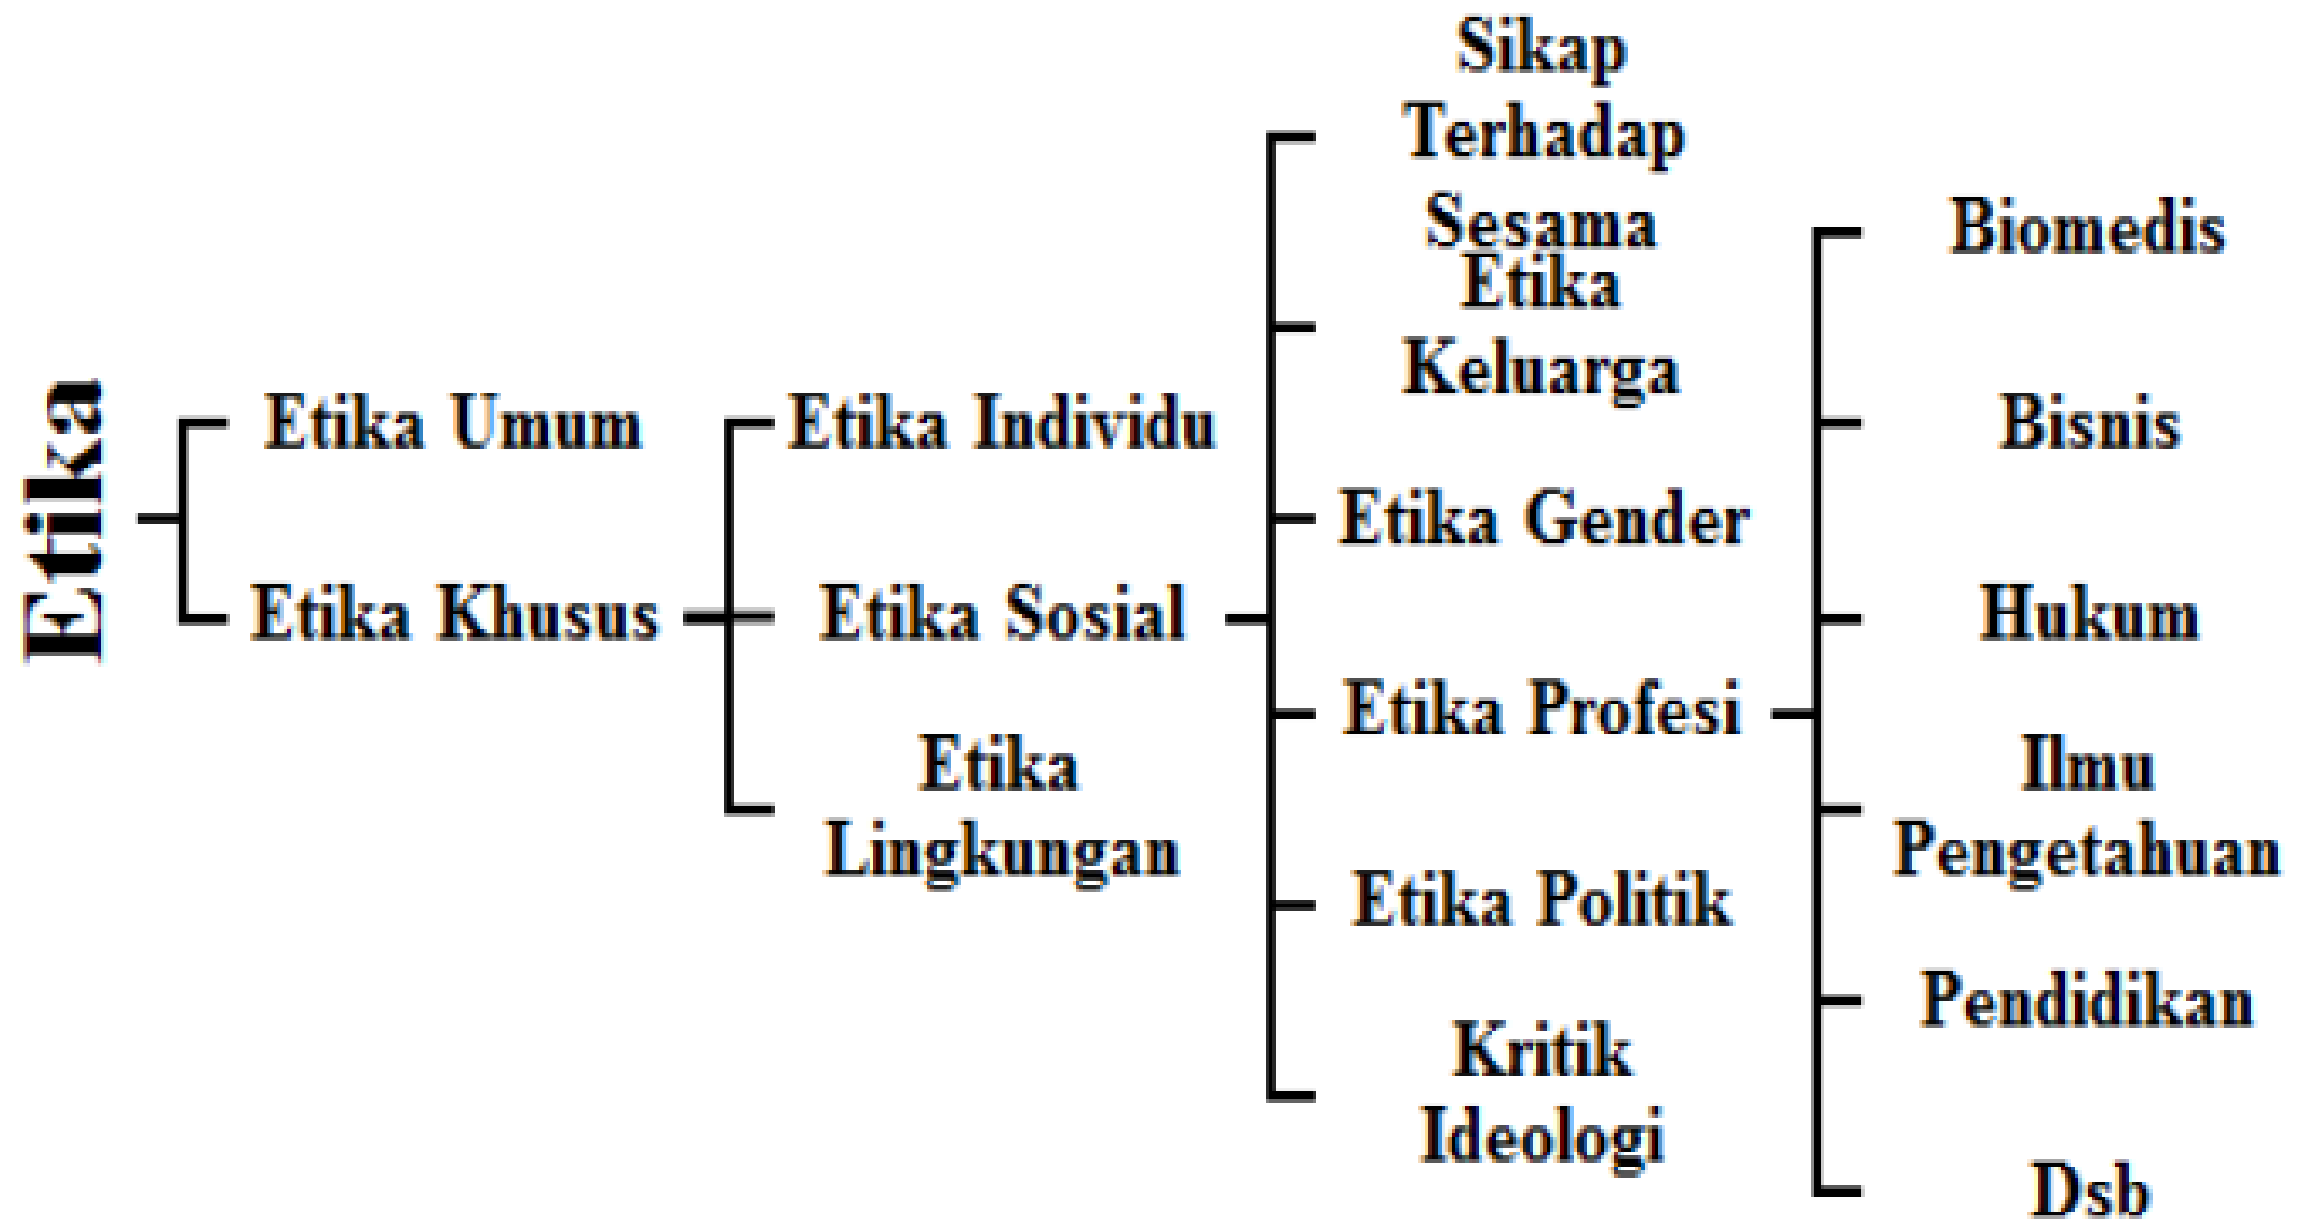 Etika
Etika Umum
Etika Khusus
Etika Individu
Etika Sosial
Etika
Lingkungan
Sikap
Terhadap
Sesama
Etika
Keluarga
Etika Gender
Etika Profesi
Etika Politik
Kritik
Ideologi
Biomedis
Bisnis
Hukum
Ilmu
Pengetahuan
Pendidikan
Dsb